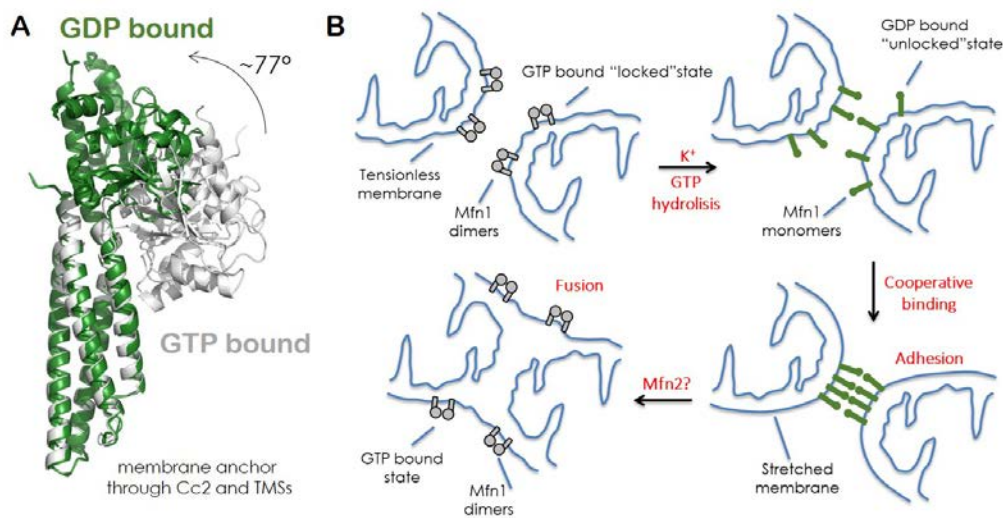 A
GDP bound
~77º
GTP bound
membrane anchor
through Cc2 and TMSs
B
GTP bound “locked”state
Tensionless
membrane
Mfn1
dimers
K⁺
GTP
hydrolisis
GDP bound
“unlocked”state
Mfn1
monomers
Cooperative
binding
Adhesion
Stretched
membrane
Mfn2?
Fusion
GTP bound
state
Mfn1
dimers